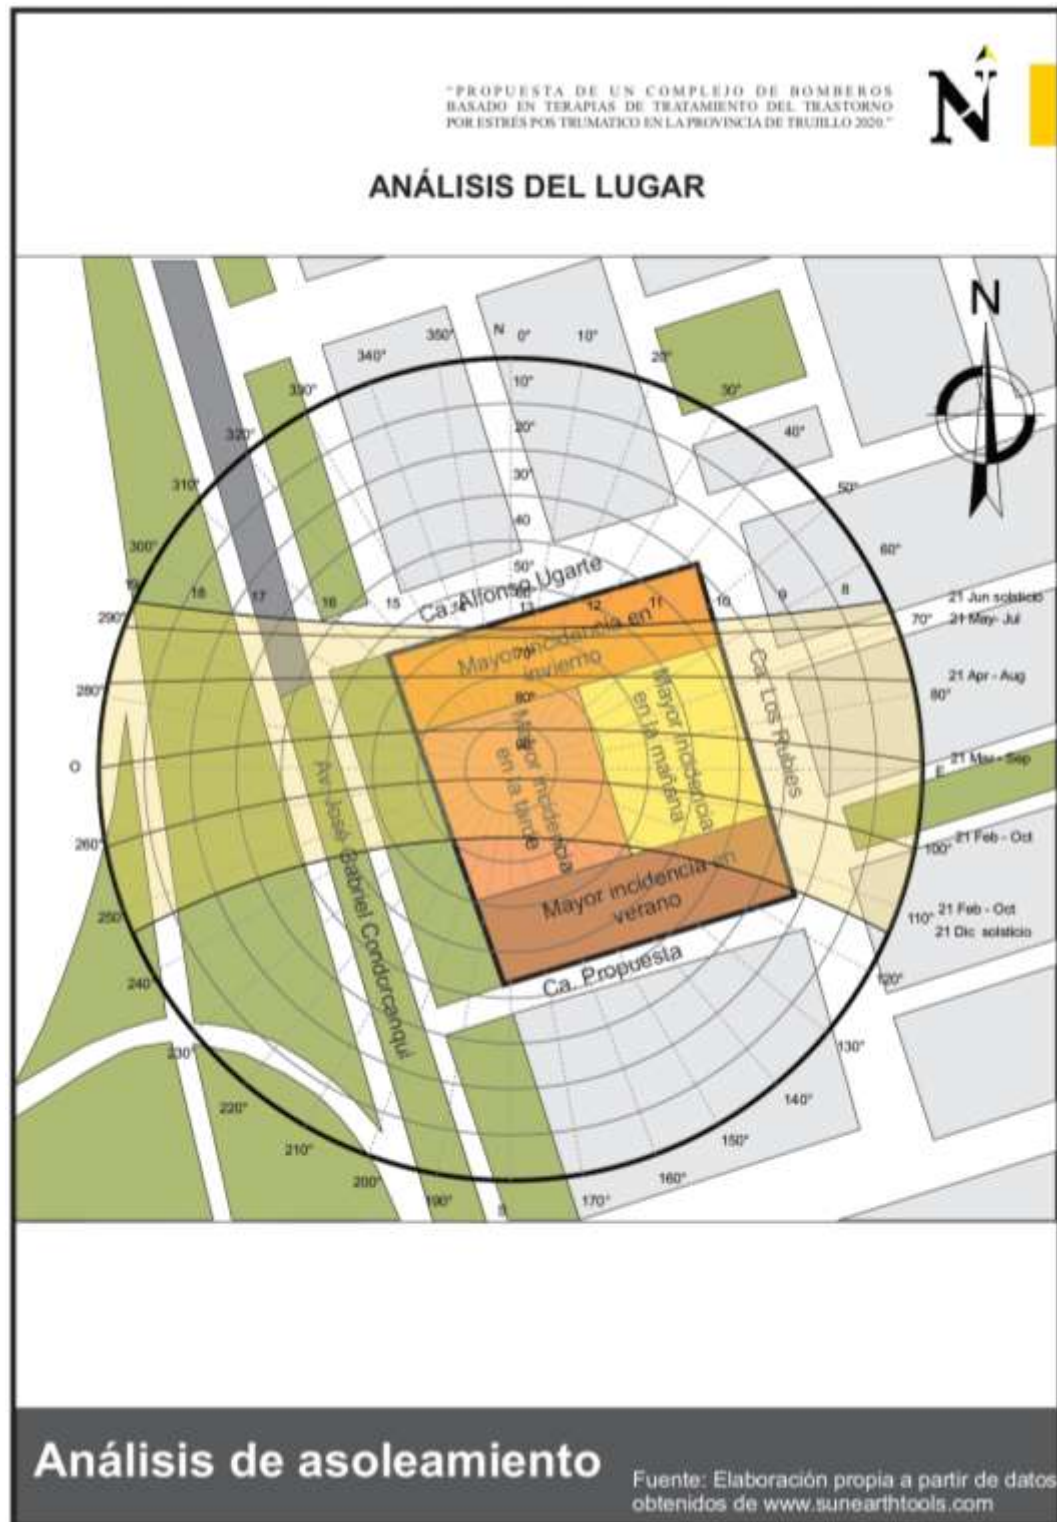 "PROPUESTA DE UN COMPLEJO DE BOMBEROS
BASADO EN TERAPIAS DE TRATAMIENTO DEL TRASTORNO
POR ESTRÉS POS TRUMATICO EN LA PROVINCIA DE TRUJILLO 2020."
N
ANÁLISIS DEL LUGAR
N
350° N 0° 10°
340° 20°
330° 10° 30°
320° 20° 40°
310° 30° 50°
300° 40 60°
50°
Ca. Alfonso Ugarte
18 17 16 15 13 12 11 10 9 8
21 Jun solsticio
290° 70°
21 May- Jul
Mayor incidencia en
invierno
70°
21 Apr - Aug
280° 80°
80°
Mayor incidencia
en la tarde
Mayor incidencia
en la mañana
Ca. Los Rubies
Av. José Babriel Condorcanqui
21 Mar - Sep
O E
260° 100°
21 Feb - Oct
Mayor incidencia en
verano
250° 110°
21 Feb - Oct
21 Dic solsticio
Ca. Propuesta
240° 120°
230° 130°
220° 140°
210° 150°
200° 160°
190° S 170°
Análisis de asoleamiento
Fuente: Elaboración propia a partir de datos
obtenidos de www.sunearthtools.com